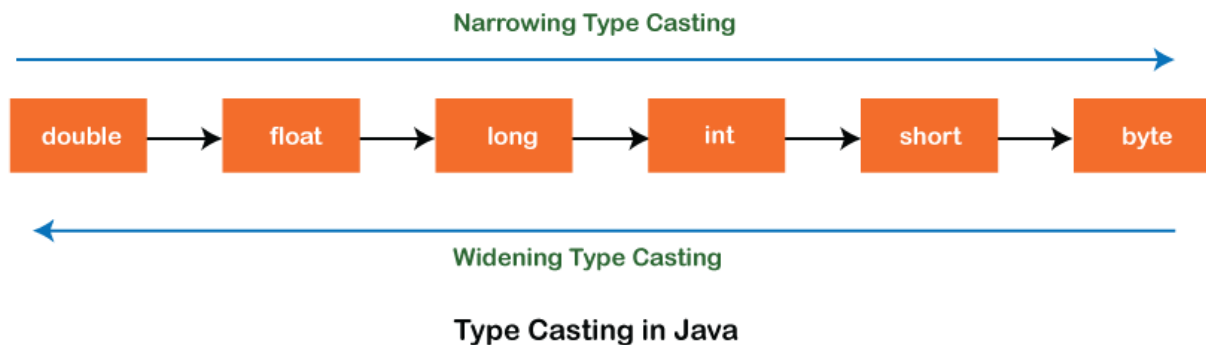 Narrowing Type Casting
double float long int short byte
Widening Type Casting
Type Casting in Java